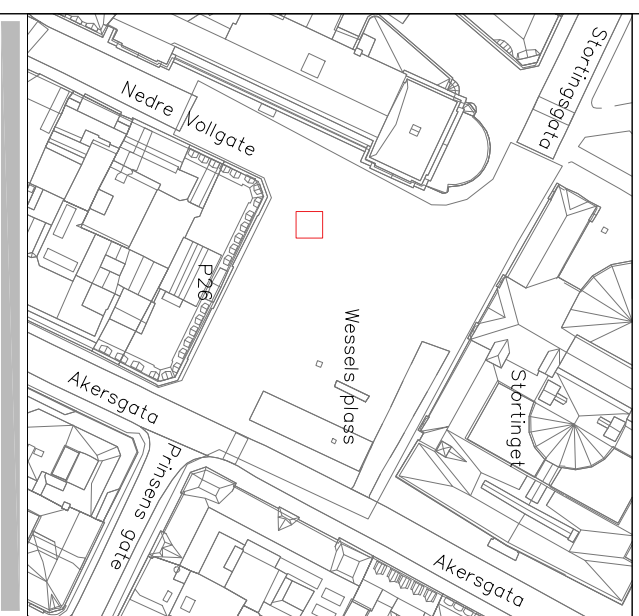 Stortingsgata
Nedre Vollgate
P26
Wessels plass
Akersgata
Stortinget
Prinsens gate
Akersgata